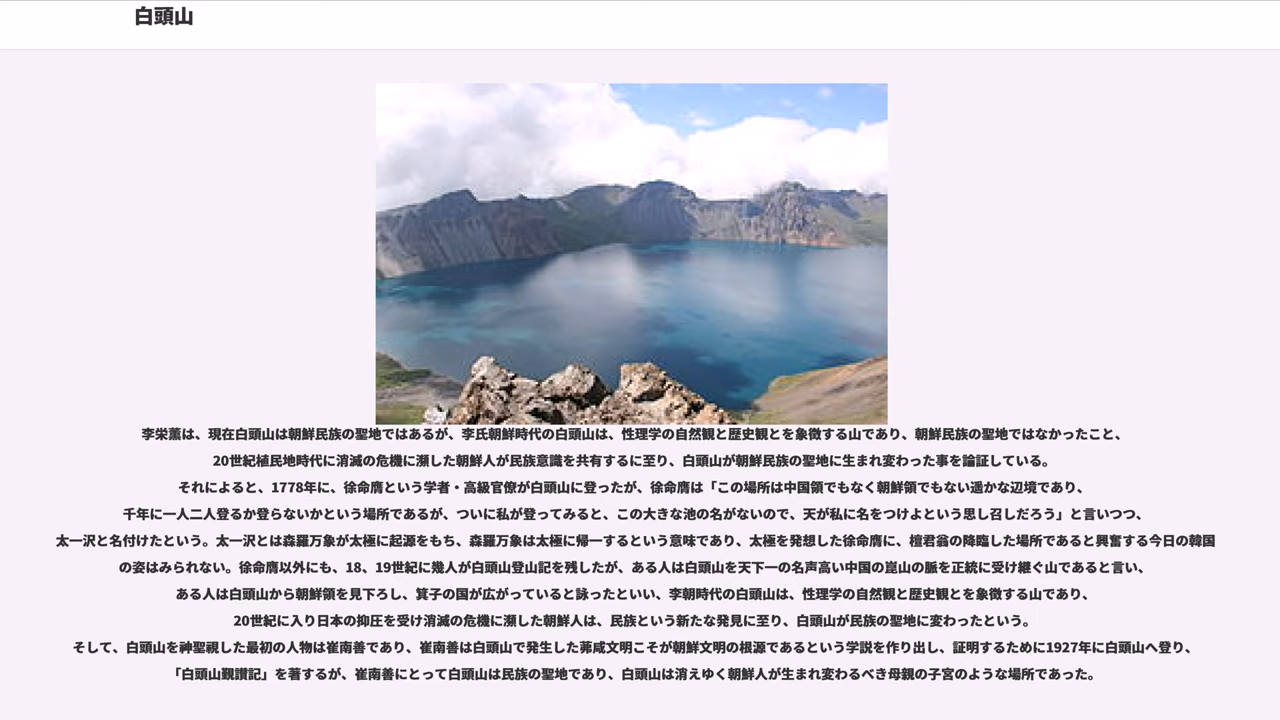 白頭山
李栄薫は、現在白頭山は朝鮮民族の聖地ではあるが、李氏朝鮮時代の白頭山は、性理学の自然観と歴史観とを象徴する山であり、朝鮮民族の聖地ではなかったこと、
20世紀植民地時代に消滅の危機に瀕した朝鮮人が民族意識を共有するに至り、白頭山が朝鮮民族の聖地に生まれ変わった事を論証している。
それによると、1778年に、徐命膺という学者・高級官僚が白頭山に登ったが、徐命膺は「この場所は中国領でもなく朝鮮領でもない遥かな辺境であり、
千年に一人二人登るか登らないかという場所であるが、ついに私が登ってみると、この大きな池の名がないので、天が私に名をつけよという思し召しだろう」と言いつつ、
太一沢と名付けたという。太一沢とは森羅万象が太極に起源をもち、森羅万象は太極に帰一するという意味であり、太極を発想した徐命膺に、檀君翁の降臨した場所であると興奮する今日の韓国
の姿はみられない。徐命膺以外にも、18、19世紀に幾人が白頭山登山記を残したが、ある人は白頭山を天下一の名声高い中国の崑山の脈を正統に受け継ぐ山であると言い、
ある人は白頭山から朝鮮領を見下ろし、箕子の国が広がっていると詠ったといい、李朝時代の白頭山は、性理学の自然観と歴史観とを象徴する山であり、
20世紀に入り日本の抑圧を受け消滅の危機に瀕した朝鮮人は、民族という新たな発見に至り、白頭山が民族の聖地に変わったという。
そして、白頭山を神聖視した最初の人物は崔南善であり、崔南善は白頭山で発生した茀咸文明こそが朝鮮文明の根源であるという学説を作り出し、証明するために1927年に白頭山へ登り、
「白頭山覲讃記」を著するが、崔南善にとって白頭山は民族の聖地であり、白頭山は消えゆく朝鮮人が生まれ変わるべき母親の子宮のような場所であった。